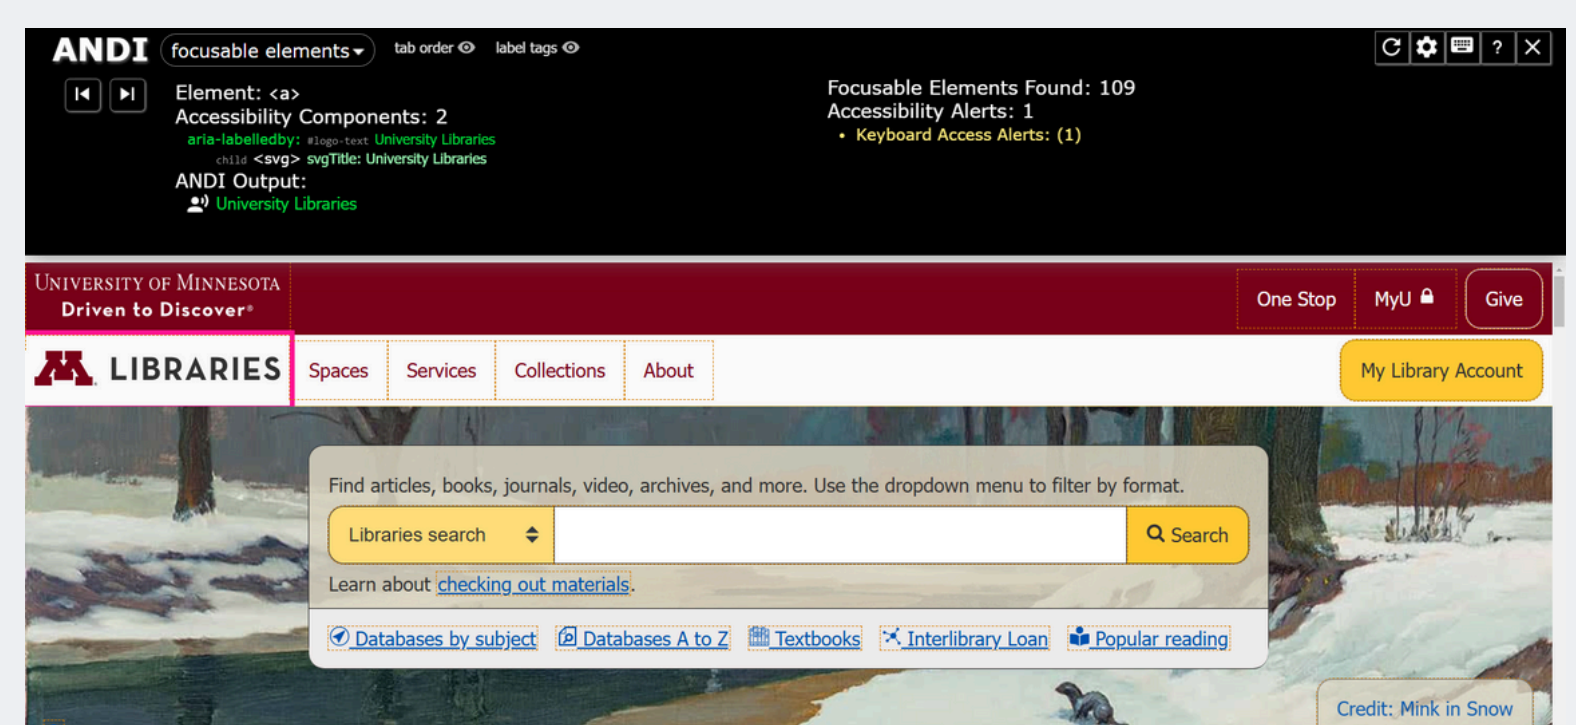 ANDI focusable elements tab order label tags ?
Element: <a>
Accessibility Components: 2
aria-labelledby: #logo-text University Libraries
child <svg> svgTitle: University Libraries
ANDI Output:
University Libraries
Focusable Elements Found: 109
Accessibility Alerts: 1
• Keyboard Access Alerts: (1)
UNIVERSITY OF MINNESOTA
Driven to Discover®
One Stop MyU Give
M LIBRARIES Spaces Services Collections About My Library Account
Find articles, books, journals, video, archives, and more. Use the dropdown menu to filter by format.
Libraries search Search
Learn about checking out materials.
Databases by subject Databases A to Z Textbooks Interlibrary Loan Popular reading
Credit: Mink in Snow